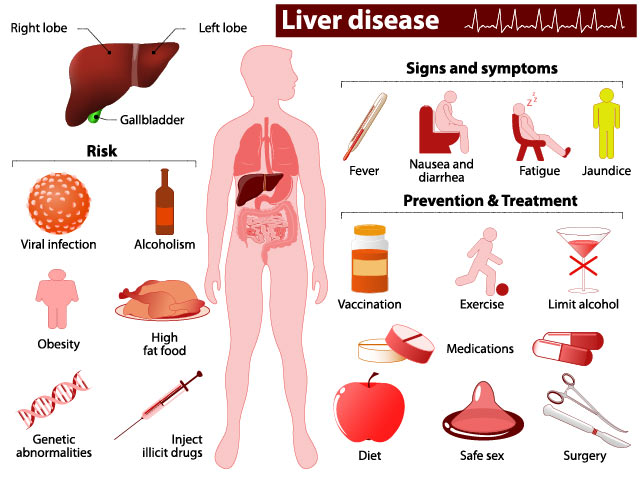 Liver disease
Right lobe
Left lobe
Gallbladder
Risk
Viral infection
Alcoholism
Obesity
High
fat food
Genetic
abnormalities
Inject
illicit drugs
Signs and symptoms
Fever
Nausea and
diarrhea
z z z
Fatigue
Jaundice
Prevention & Treatment
Vaccination
Exercise
Limit alcohol
Medications
Diet
Safe sex
Surgery